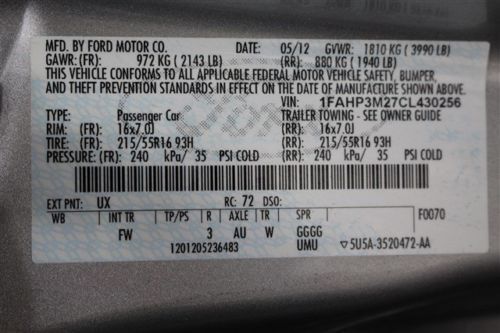 MFD. BY FORD MOTOR CO. DATE: 05/12 GVWR: 1810 KG ( 3990 LB)
GAWR: (FR): 972 KG ( 2143 LB) (RR): 880 KG ( 1940 LB)
THIS VEHICLE CONFORMS TO ALL APPLICABLE FEDERAL MOTOR VEHICLE SAFETY, BUMPER,
AND THEFT PREVENTION STANDARDS IN EFFECT ON THE DATE OF MANUFACTURE SHOWN ABOVE.
VIN: 1FAHP3M27CL430256
TYPE: Passenger Car TRAILER TOWING - SEE OWNER GUIDE
RIM: (FR): 16x7.0J (RR): 16x7.0J
TIRE: (FR): 215/55R16 93H (RR): 215/55R16 93H
PRESSURE: (FR): 240 kPa/ 35 PSI COLD (RR): 240 kPa/ 35 PSI COLD
EXT PNT: UX RC: 72 DSO:
WB INT TR TP/PS R AXLE TR SPR F0070
FW 3 AU W GGGG
1201205236483 UMU 5U5A-3520472-AA